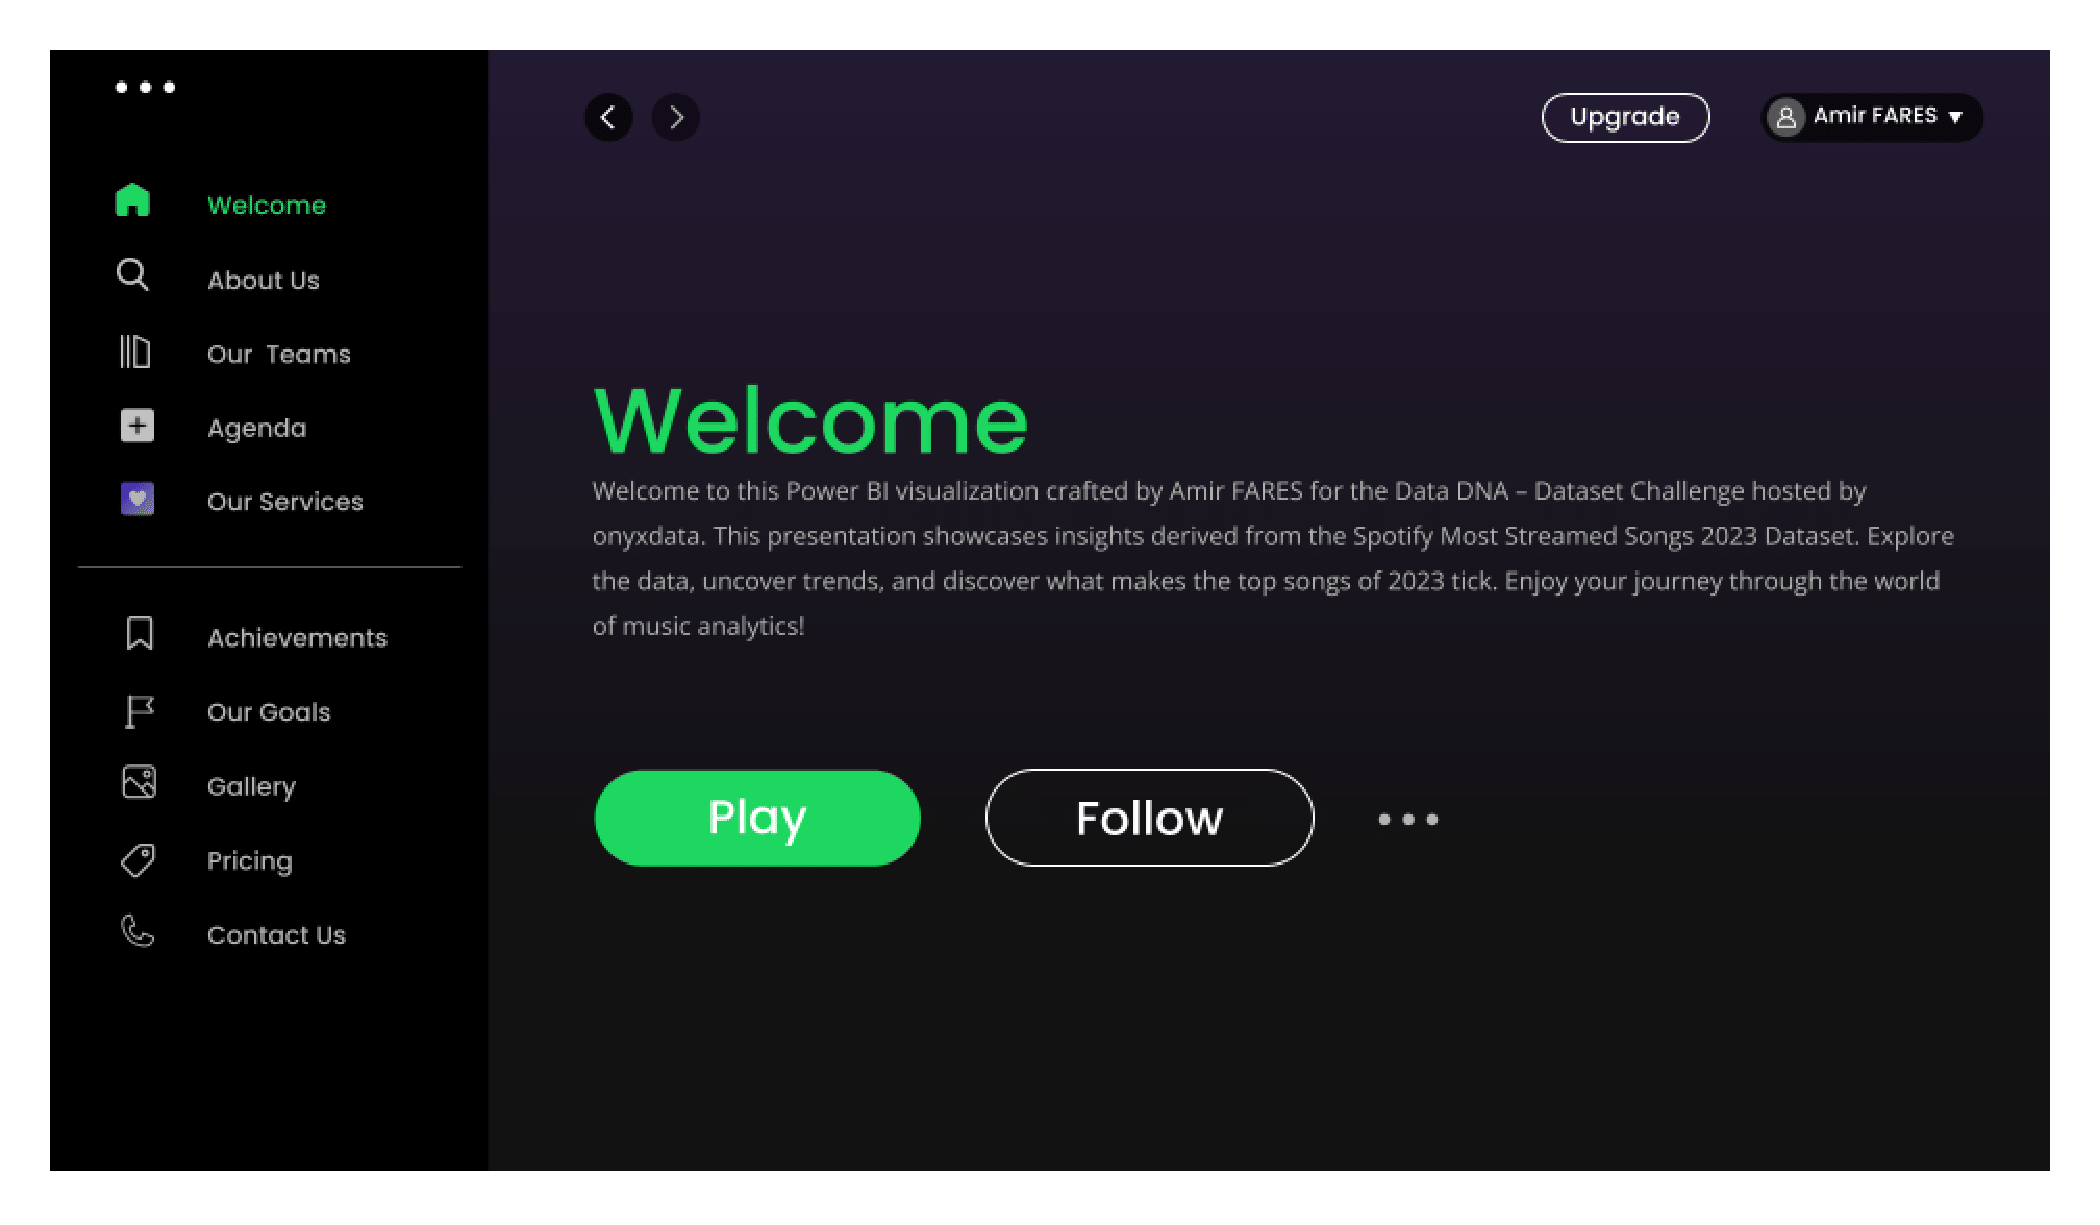 Welcome
About Us
Our  Teams
Agenda
Our Services
Achievements
Our Goals
Gallery
Pricing
Contact Us
Upgrade
Amir FARES
Welcome
Welcome to this Power BI visualization crafted by Amir FARES for the Data DNA – Dataset Challenge hosted by
onyxdata. This presentation showcases insights derived from the Spotify Most Streamed Songs 2023 Dataset. Explore
the data, uncover trends, and discover what makes the top songs of 2023 tick. Enjoy your journey through the world
of music analytics!
Play
Follow